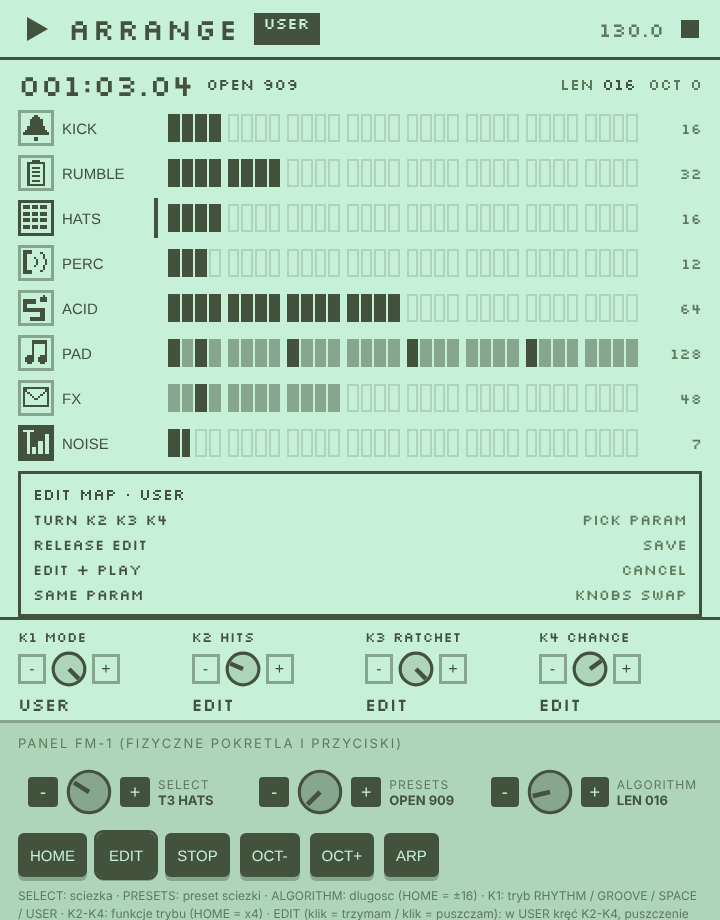 ARRANGE USER 130.0
001:03.04 OPEN 909 LEN 016 OCT 0
KICK 16
RUMBLE 32
HATS 16
PERC 12
ACID 64
PAD 128
FX 48
NOISE 7
EDIT MAP · USER
TURN K2 K3 K4 PICK PARAM
RELEASE EDIT SAVE
EDIT + PLAY CANCEL
SAME PARAM KNOBS SWAP
K1 MODE K2 HITS K3 RATCHET K4 CHANCE
- + - + - + - +
USER EDIT EDIT EDIT
PANEL FM-1 (FIZYCZNE POKRETLA I PRZYCISKI)
- + SELECT - + PRESETS - + ALGORITHM
T3 HATS OPEN 909 LEN 016
HOME EDIT STOP OCT- OCT+ ARP
SELECT: sciezka · PRESETS: preset sciezki · ALGORITHM: dlugosc (HOME = ±16) · K1: tryb RHYTHM / GROOVE / SPACE
/ USER · K2-K4: funkcje trybu (HOME = x4) · EDIT (klik = trzymam / klik = puszczam): w USER kręć K2-K4, puszczenie